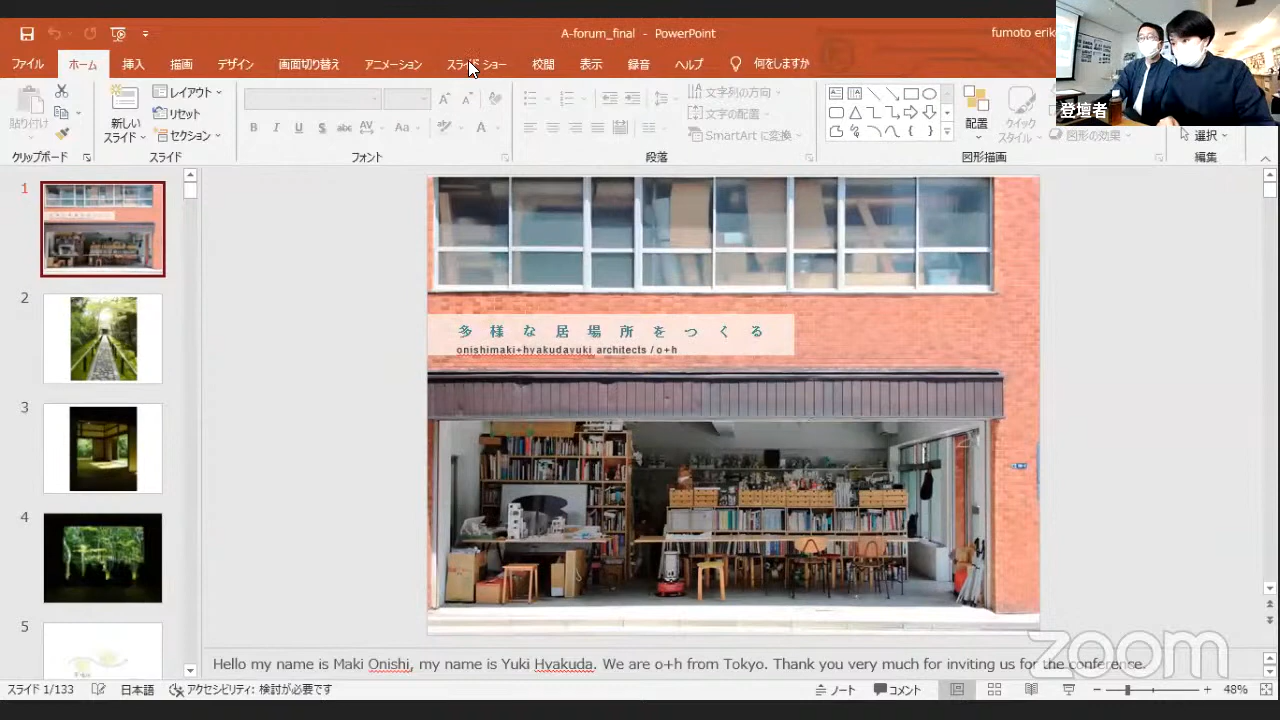 A-forum_final - PowerPoint
fumoto erik
ファイル
ホーム
挿入
描画
デザイン
画面切り替え
アニメーション
スライド ショー
校閲
表示
録音
ヘルプ
何をしますか
貼り付け
クリップボード
新しい
スライド
レイアウト
リセット
セクション
スライド
B I U S abc AV Aa
A
フォント
文字列の方向
文字の配置
SmartArt に変換
段落
配置
クイック
スタイル
図形の効果
図形描画
選択
編集
登壇者
1
2
3
4
5
多様な居場所をつくる
onishimaki+hyakudayuki architects / o+h
Hello my name is Maki Onishi, my name is Yuki Hyakuda. We are o+h from Tokyo. Thank you very much for inviting us for the conference.
zoom
スライド 1/133
日本語
アクセシビリティ: 検討が必要です
ノート
コメント
48%